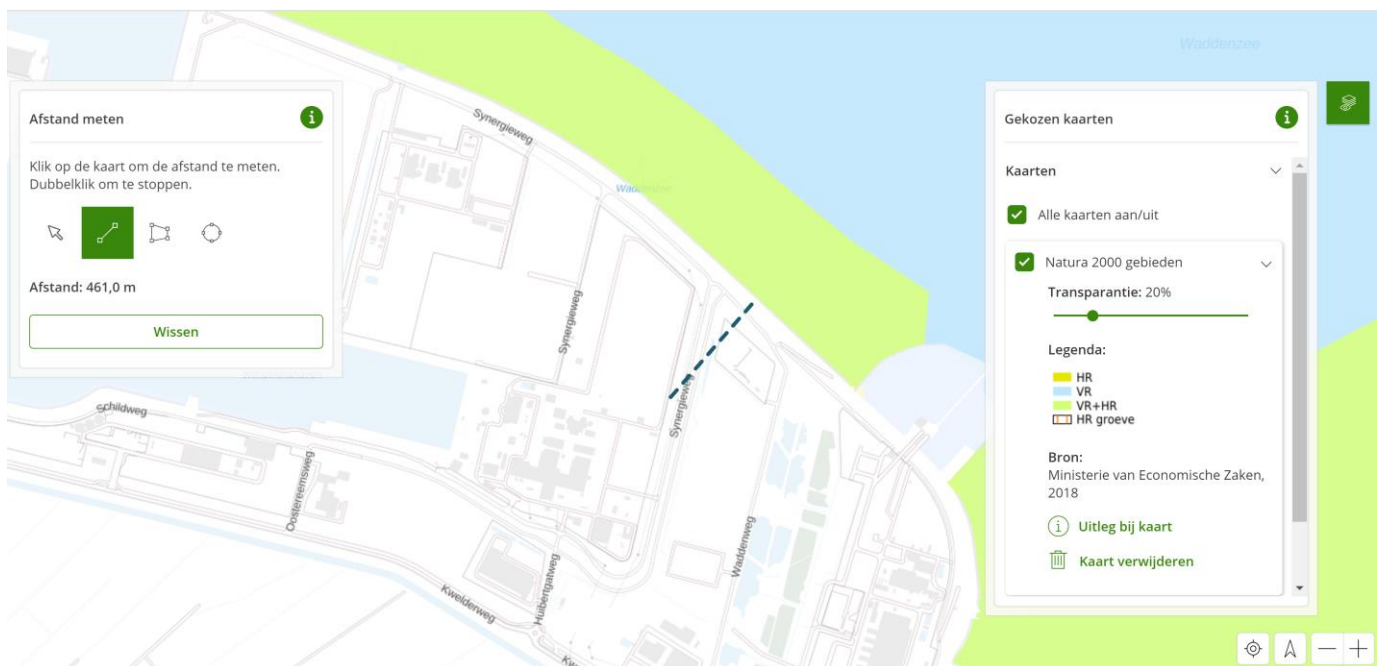 Afstand meten
Klik op de kaart om de afstand te meten.
Dubbelklik om te stoppen.
Afstand: 461,0 m
Wissen
Waddenzee
Synergieweg
Waddenzee
Synergieweg
Synergieweg
schildweg
Oostereemsweg
Huibertgatweg
Kwelderweg
Waddenweg
Gekozen kaarten
Kaarten
Alle kaarten aan/uit
Natura 2000 gebieden
Transparantie: 20%
Legenda:
HR
VR
VR+HR
HR groeve
Bron:
Ministerie van Economische Zaken,
2018
Uitleg bij kaart
Kaart verwijderen